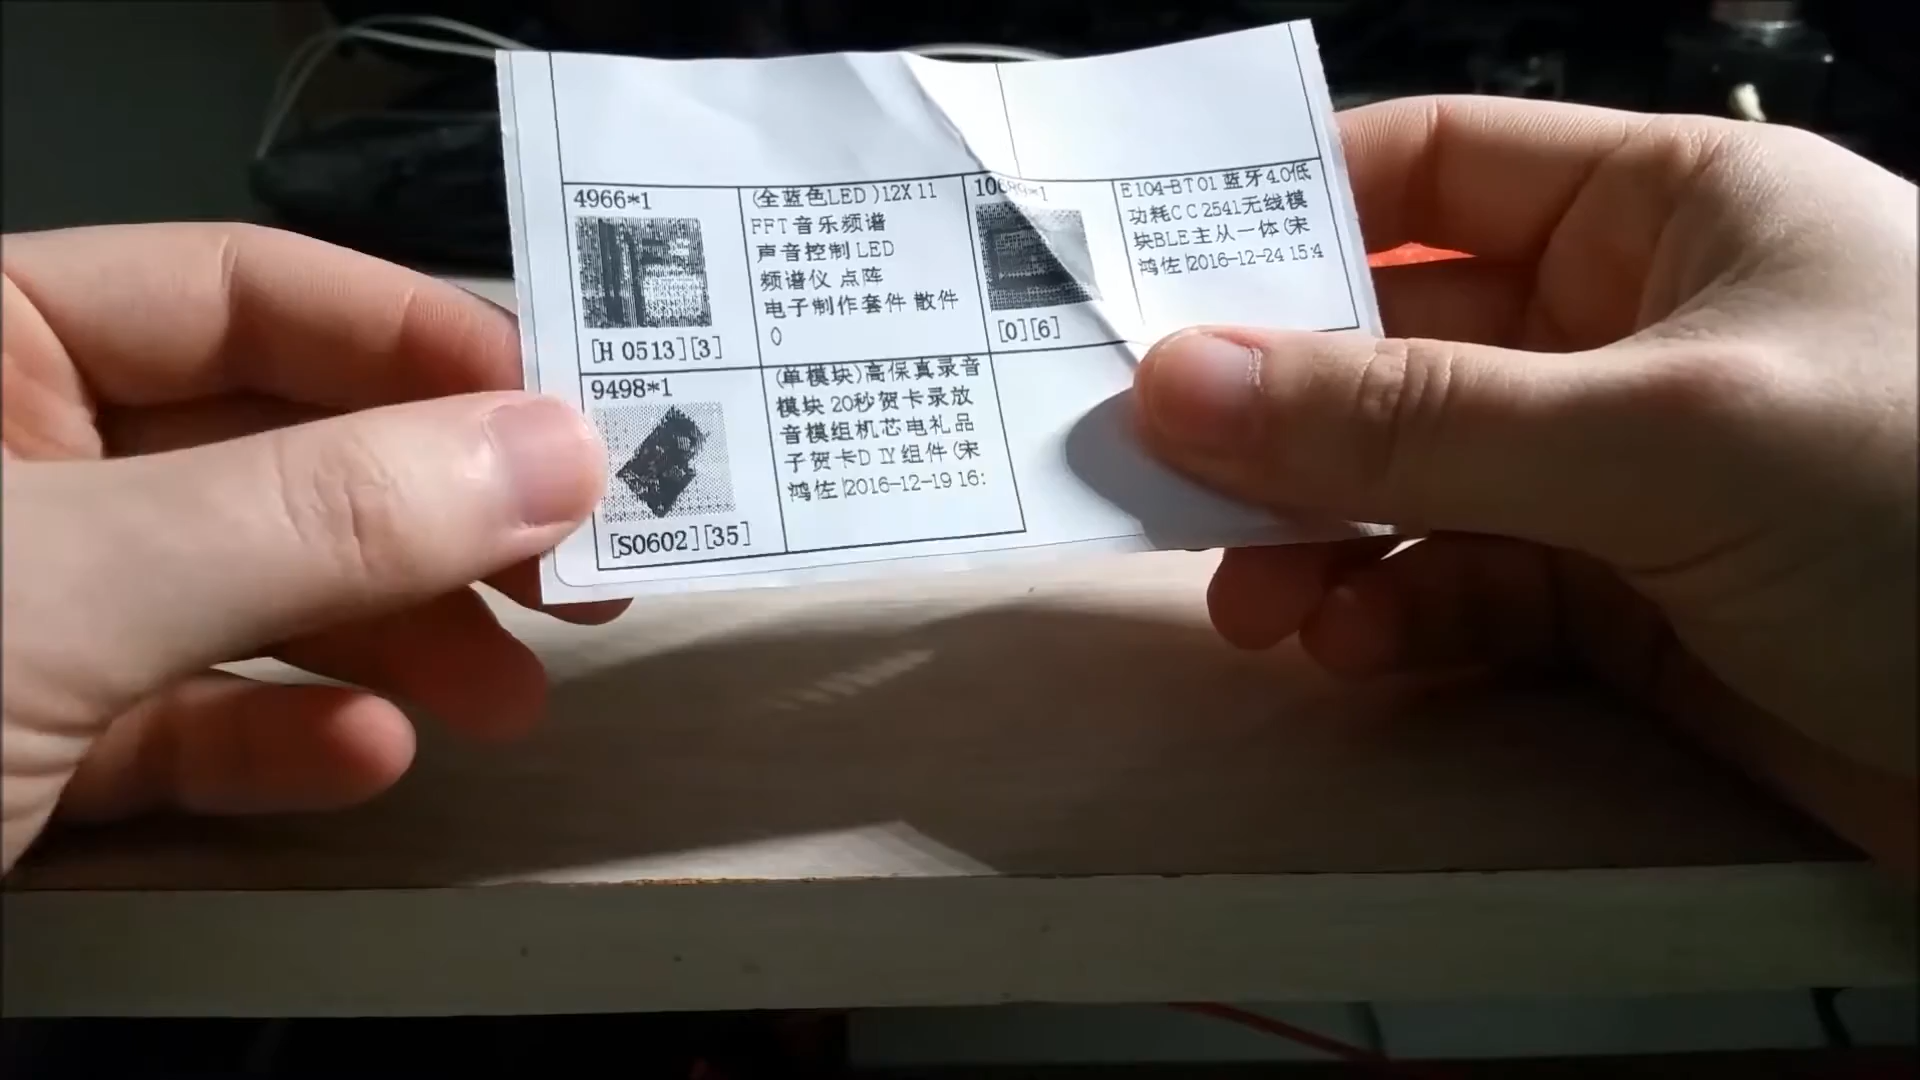 4966*1
(全蓝色LED)12X11
FFT音乐频谱
声音控制LED
频谱仪 点阵
电子制作套件 散件
()
[H0513][3]
10689*1
E104-BT01 蓝牙4.0低
功耗CC2541无线模
块BLE主从一体(宋
鸿佐|2016-12-24 15:4
[0][6]
9498*1
(单模块)高保真录音
模块 20秒贺卡录放
音模组机芯电礼品
子贺卡DIY组件(宋
鸿佐|2016-12-19 16:
[S0602][35]